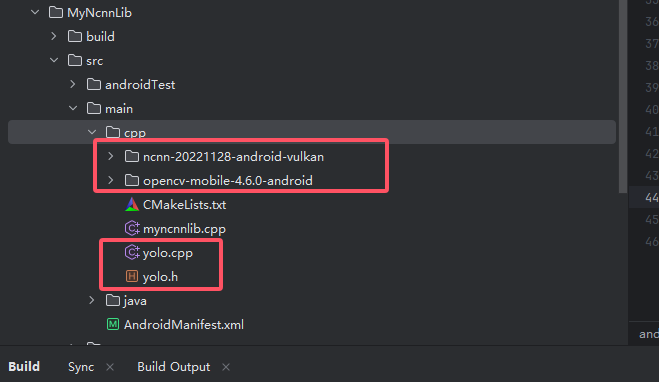 MyNcnnLib
35
build
36
37
src
38
androidTest
39
main
40
cpp
41
ncnn-20221128-android-vulkan
42
opencv-mobile-4.6.0-android
43
CMakeLists.txt
44
myncnnlib.cpp
45
yolo.cpp
46
yolo.h
java
AndroidManifest.xml
and
Build Sync × Build Output ×